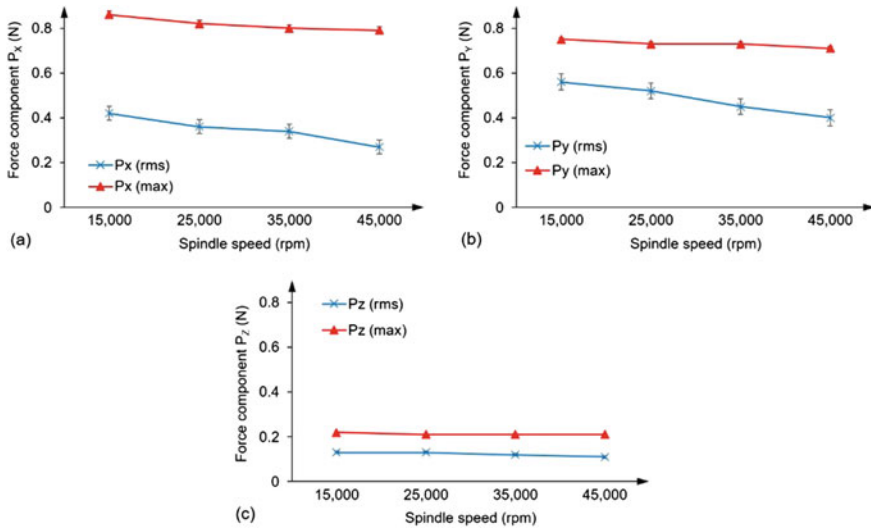 Force component Px (N)
0.8
0.6
0.4
0.2
0
Px (rms)
Px (max)
15,000 25,000 35,000 45,000
Spindle speed (rpm)
(a)
Force component PY (N)
0.8
0.6
0.4
0.2
0
Py (rms)
Py (max)
15,000 25,000 35,000 45,000
Spindle speed (rpm)
(b)
Force component Pz (N)
0.8
0.6
0.4
0.2
0
Pz (rms)
Pz (max)
15,000 25,000 35,000 45,000
Spindle speed (rpm)
(c)